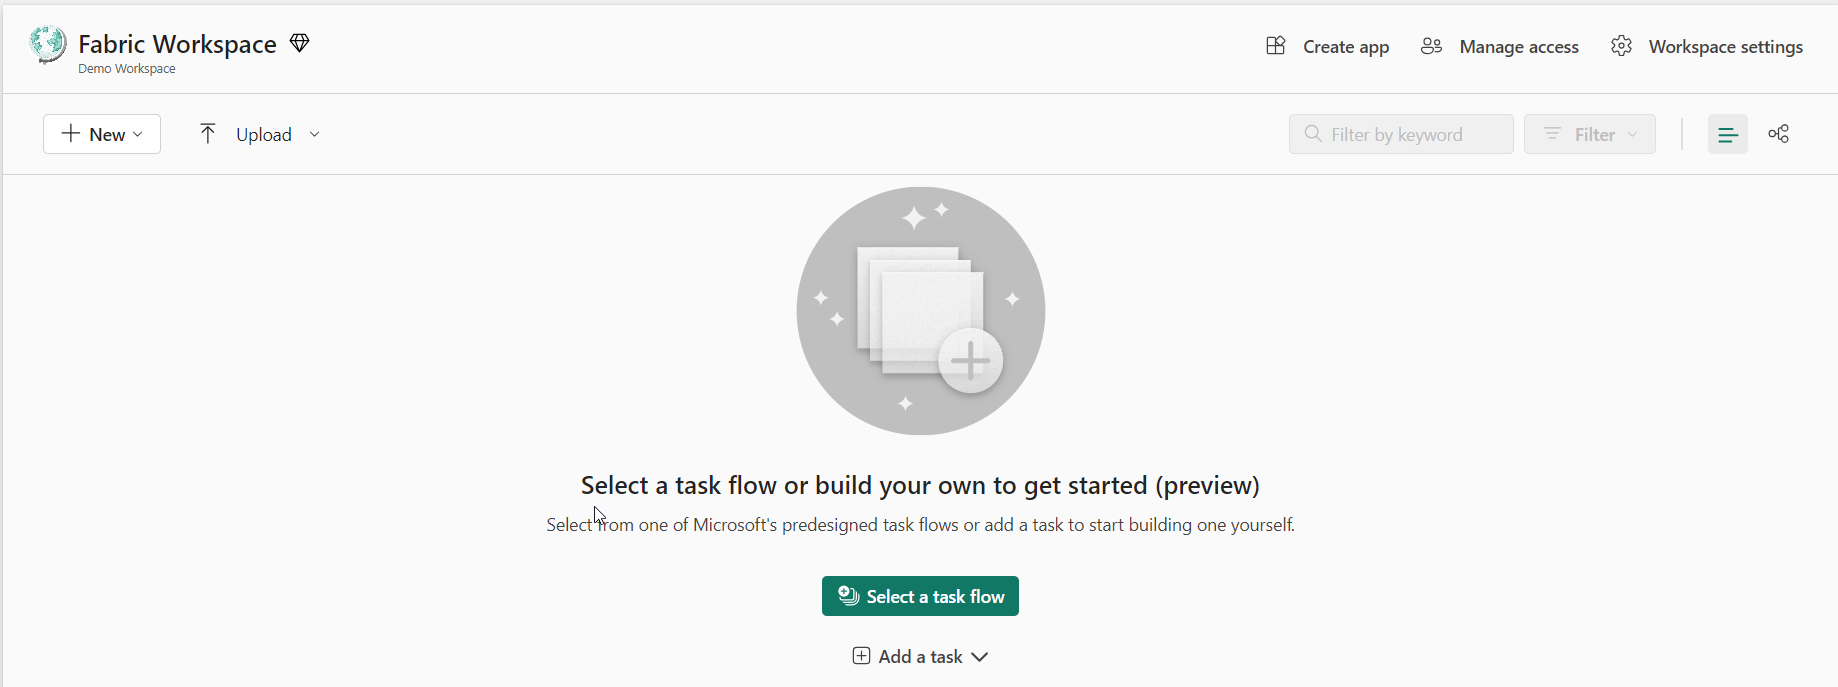 Fabric Workspace
Demo Workspace
Create app
Manage access
Workspace settings
New
Upload
Filter by keyword
Filter
Select a task flow or build your own to get started (preview)
Select from one of Microsoft's predesigned task flows or add a task to start building one yourself.
Select a task flow
Add a task